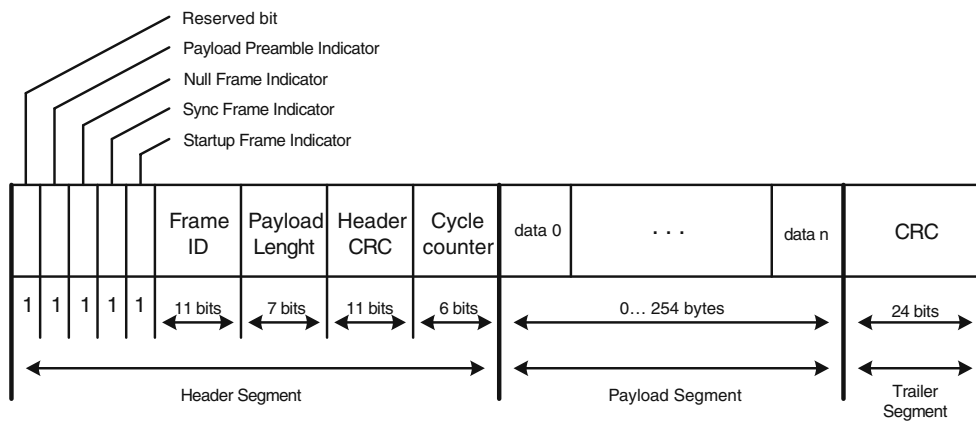 Reserved bit
Payload Preamble Indicator
Null Frame Indicator
Sync Frame Indicator
Startup Frame Indicator
Frame
ID
Payload
Lenght
Header
CRC
Cycle
counter
data 0
. . .
data n
CRC
1
1
1
1
1
11 bits
7 bits
11 bits
6 bits
0... 254 bytes
24 bits
Header Segment
Payload Segment
Trailer
Segment